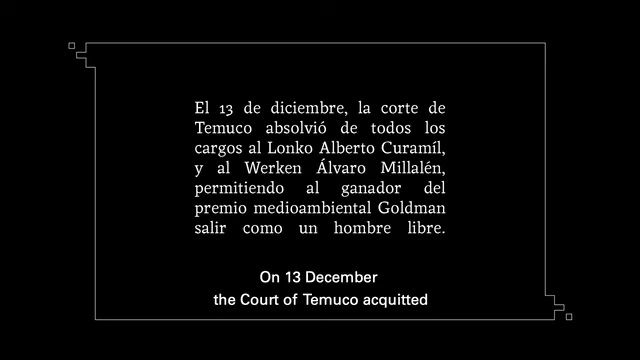 El 13 de diciembre, la corte de
Temuco absolvió de todos los
cargos al Lonko Alberto Curamíl,
y al Werken Álvaro Millalén,
permitiendo al ganador del
premio medioambiental Goldman
salir como un hombre libre.
On 13 December
the Court of Temuco acquitted